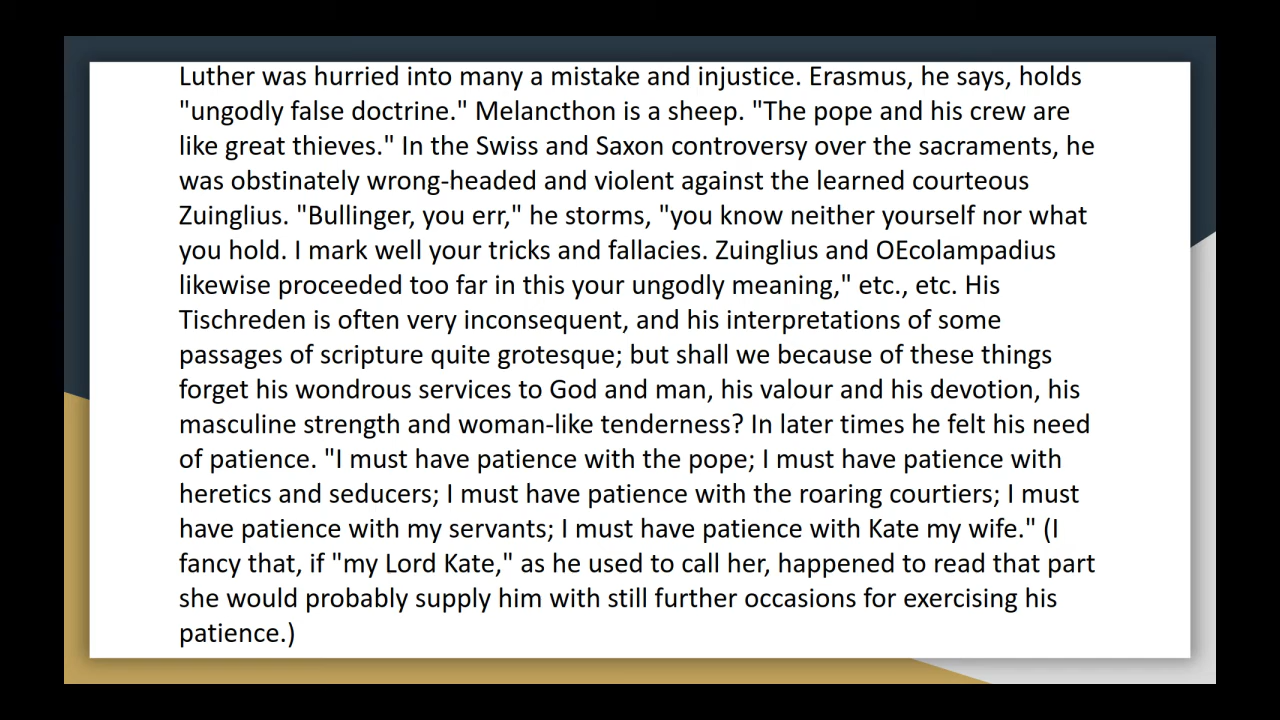 Luther was hurried into many a mistake and injustice. Erasmus, he says, holds
"ungodly false doctrine." Melancthon is a sheep. "The pope and his crew are
like great thieves." In the Swiss and Saxon controversy over the sacraments, he
was obstinately wrong-headed and violent against the learned courteous
Zuinglius. "Bullinger, you err," he storms, "you know neither yourself nor what
you hold. I mark well your tricks and fallacies. Zuinglius and OEcolampadius
likewise proceeded too far in this your ungodly meaning," etc., etc. His
Tischreden is often very inconsequent, and his interpretations of some
passages of scripture quite grotesque; but shall we because of these things
forget his wondrous services to God and man, his valour and his devotion, his
masculine strength and woman-like tenderness? In later times he felt his need
of patience. "I must have patience with the pope; I must have patience with
heretics and seducers; I must have patience with the roaring courtiers; I must
have patience with my servants; I must have patience with Kate my wife." (I
fancy that, if "my Lord Kate," as he used to call her, happened to read that part
she would probably supply him with still further occasions for exercising his
patience.)